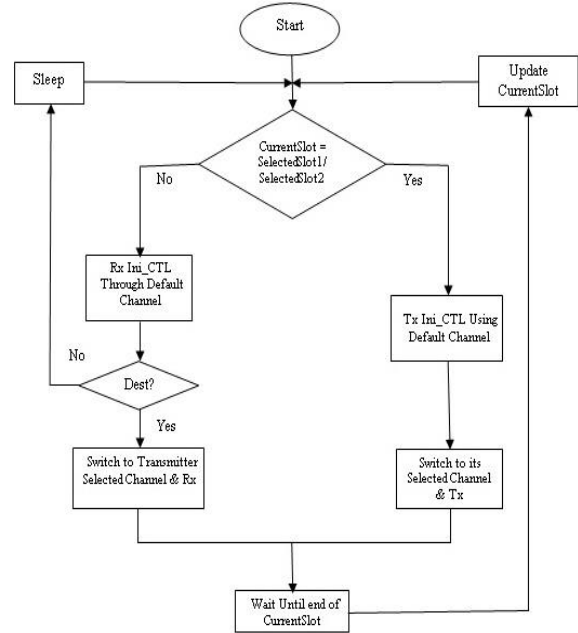 Start
Sleep
Update
CurrentSlot
CurrentSlot =
SelectedSlot1/
SelectedSlot2
No
Yes
Rx Ini_CTL
Through Default
Channel
Tx Ini_CTL Using
Default Channel
No
Dest?
Yes
Switch to Transmitter
Selected Channel & Rx
Switch to its
Selected Channel
& Tx
Wait Until end of
CurrentSlot